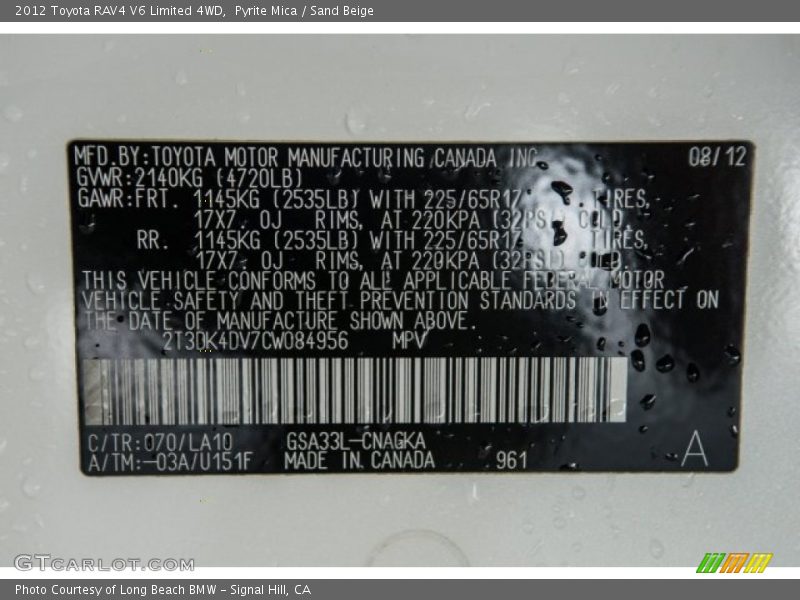 2012 Toyota RAV4 V6 Limited 4WD, Pyrite Mica / Sand Beige
MFD.BY:TOYOTA MOTOR MANUFACTURING CANADA INC. 08/12
GVWR:2140KG (4720LB)
GAWR:FRT. 1145KG (2535LB) WITH 225/65R17 TIRES,
17X7.0J RIMS, AT 220KPA (32PSI) COLD
RR. 1145KG (2535LB) WITH 225/65R17 TIRES,
17X7.0J RIMS, AT 220KPA (32PSI)
THIS VEHICLE CONFORMS TO ALL APPLICABLE FEDERAL MOTOR
VEHICLE SAFETY AND THEFT PREVENTION STANDARDS IN EFFECT ON
THE DATE OF MANUFACTURE SHOWN ABOVE.
2T3DK4DV7CW084956 MPV
C/TR:070/LA10 GSA33L-CNAGKA
A/TM:-03A/U151F MADE IN CANADA 961 A
GTCARLOT.COM
Photo Courtesy of Long Beach BMW - Signal Hill, CA